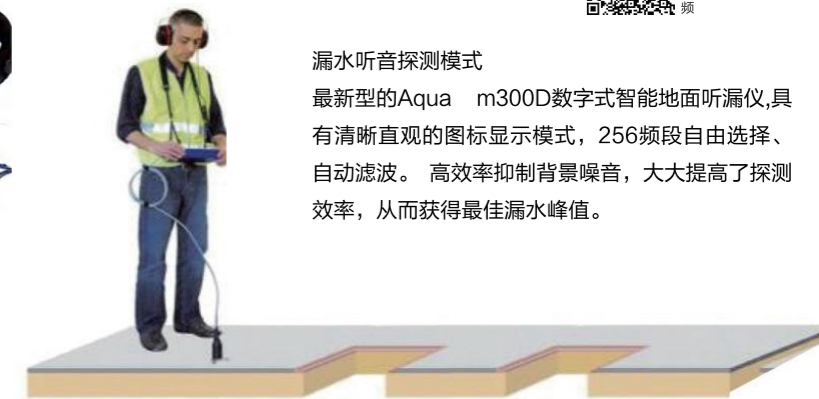 频
漏水听音探测模式
最新型的Aqua m300D数字式智能地面听漏仪,具
有清晰直观的图标显示模式，256频段自由选择、
自动滤波。 高效率抑制背景噪音，大大提高了探测
效率，从而获得最佳漏水峰值。